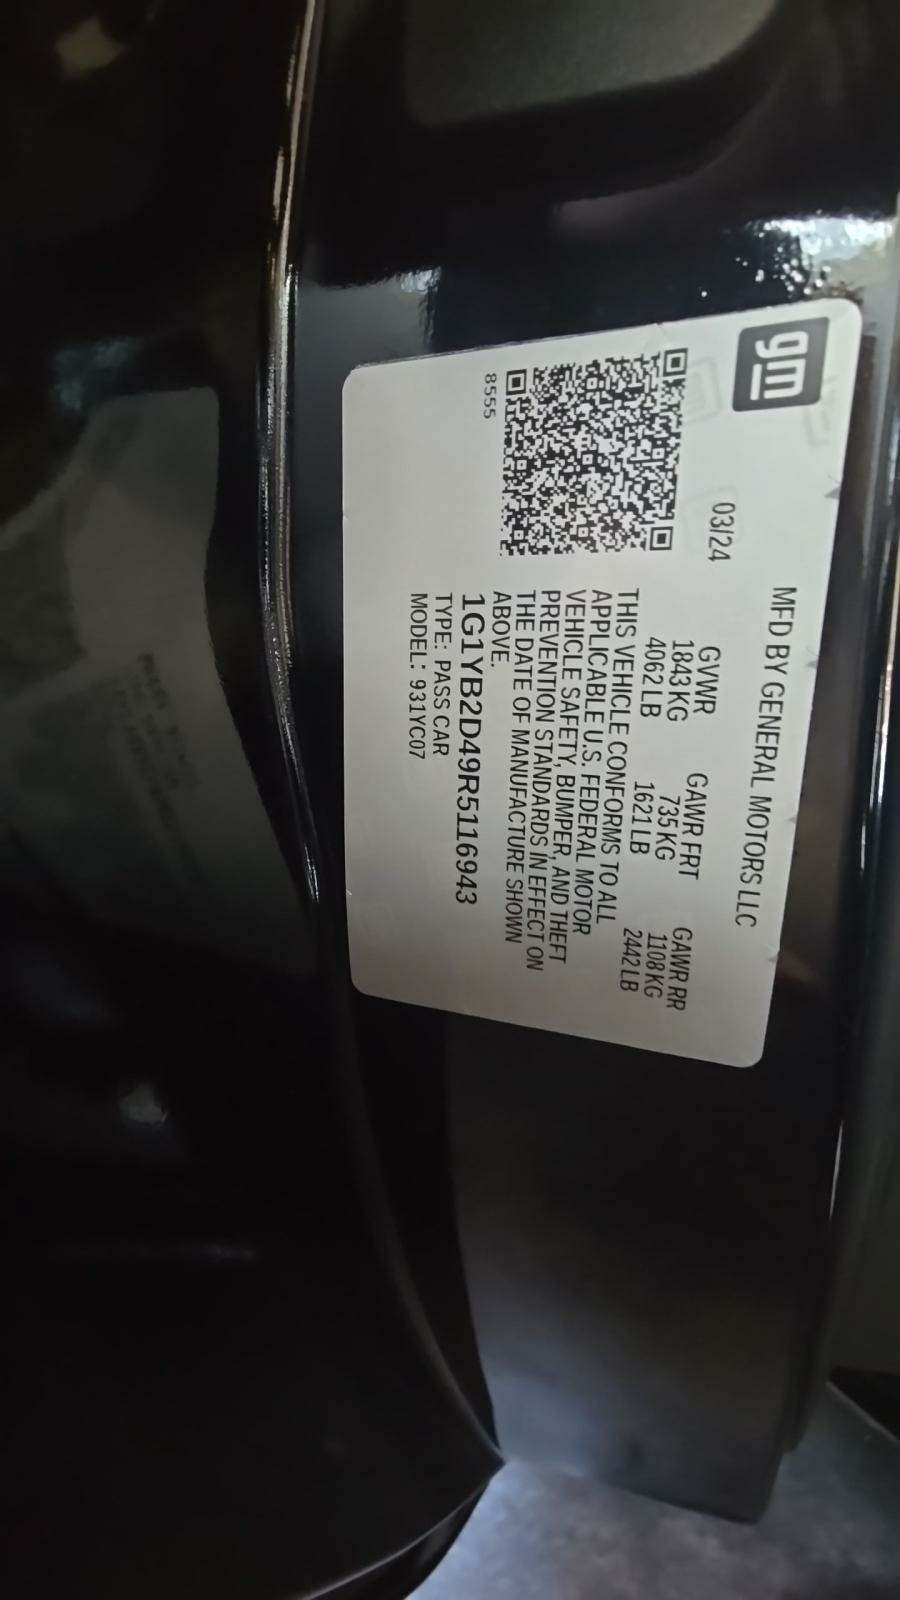 gm
MFD BY GENERAL MOTORS LLC
03/24
GVWR GAWR FRT GAWR RR
1843 KG 735 KG 1108 KG
4062 LB 1621 LB 2442 LB
THIS VEHICLE CONFORMS TO ALL
APPLICABLE U.S. FEDERAL MOTOR
VEHICLE SAFETY, BUMPER, AND THEFT
PREVENTION STANDARDS IN EFFECT ON
THE DATE OF MANUFACTURE SHOWN
ABOVE.
8555
1G1YB2D49R5116943
TYPE: PASS CAR
MODEL: 931YC07